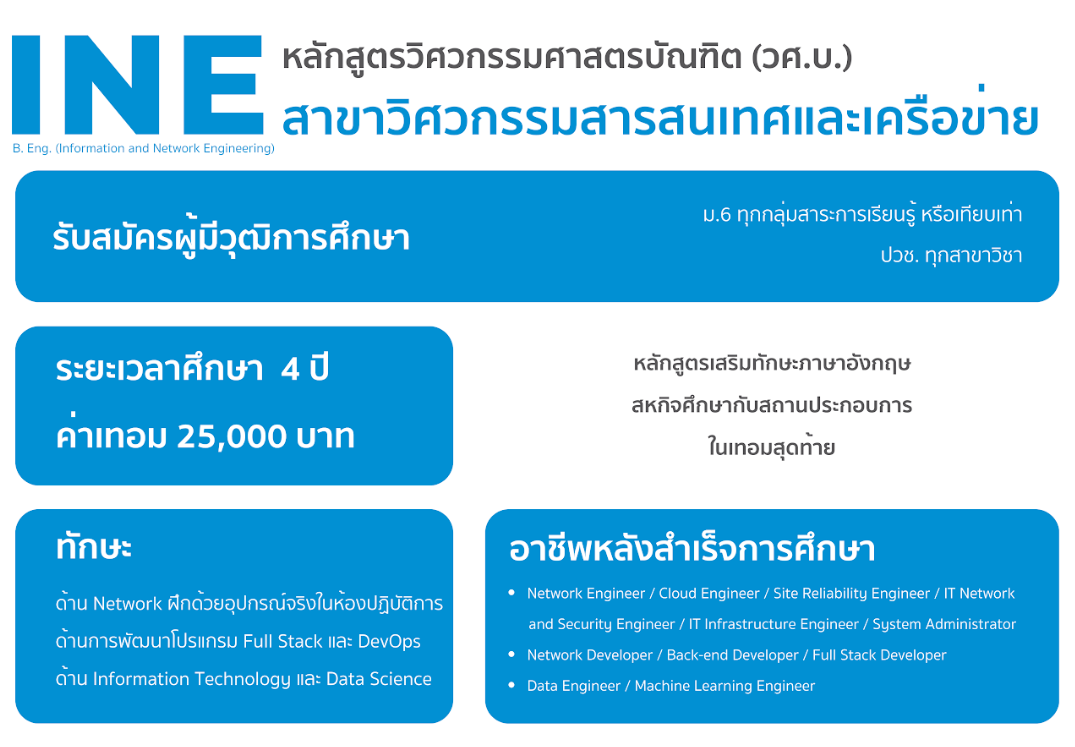 INE
หลักสูตรวิศวกรรมศาสตรบัณฑิต (วศ.บ.)
สาขาวิศวกรรมสารสนเทศและเครือข่าย
B. Eng. (Information and Network Engineering)
รับสมัครผู้มีวุฒิการศึกษา
ม.6 ทุกกลุ่มสาระการเรียนรู้ หรือเทียบเท่า
ปวช. ทุกสาขาวิชา
ระยะเวลาศึกษา 4 ปี
ค่าเทอม 25,000 บาท
หลักสูตรเสริมทักษะภาษาอังกฤษ
สหกิจศึกษากับสถานประกอบการ
ในเทอมสุดท้าย
ทักษะ
ด้าน Network ฝึกด้วยอุปกรณ์จริงในห้องปฏิบัติการ
ด้านการพัฒนาโปรแกรม Full Stack และ DevOps
ด้าน Information Technology และ Data Science
อาชีพหลังสำเร็จการศึกษา
• Network Engineer / Cloud Engineer / Site Reliability Engineer / IT Network
and Security Engineer / IT Infrastructure Engineer / System Administrator
• Network Developer / Back-end Developer / Full Stack Developer
• Data Engineer / Machine Learning Engineer